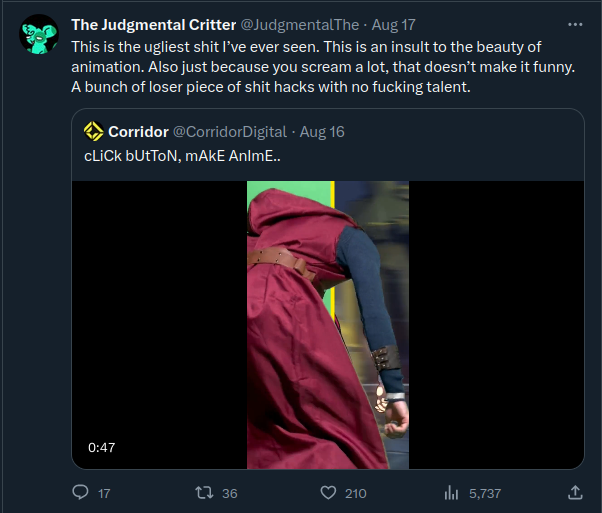 The Judgmental Critter @JudgmentalThe · Aug 17
This is the ugliest shit I’ve ever seen. This is an insult to the beauty of
animation. Also just because you scream a lot, that doesn’t make it funny.
A bunch of loser piece of shit hacks with no fucking talent.
Corridor @CorridorDigital · Aug 16
cLiCk bUtToN, mAkE AnImE..
0:47
17 36 210 5,737